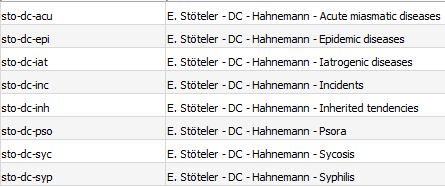 sto-dc-acu E. Stöteler - DC - Hahnemann - Acute miasmatic diseases
sto-dc-epi E. Stöteler - DC - Hahnemann - Epidemic diseases
sto-dc-iat E. Stöteler - DC - Hahnemann - Iatrogenic diseases
sto-dc-inc E. Stöteler - DC - Hahnemann - Incidents
sto-dc-inh E. Stöteler - DC - Hahnemann - Inherited tendencies
sto-dc-pso E. Stöteler - DC - Hahnemann - Psora
sto-dc-syc E. Stöteler - DC - Hahnemann - Sycosis
sto-dc-syp E. Stöteler - DC - Hahnemann - Syphilis